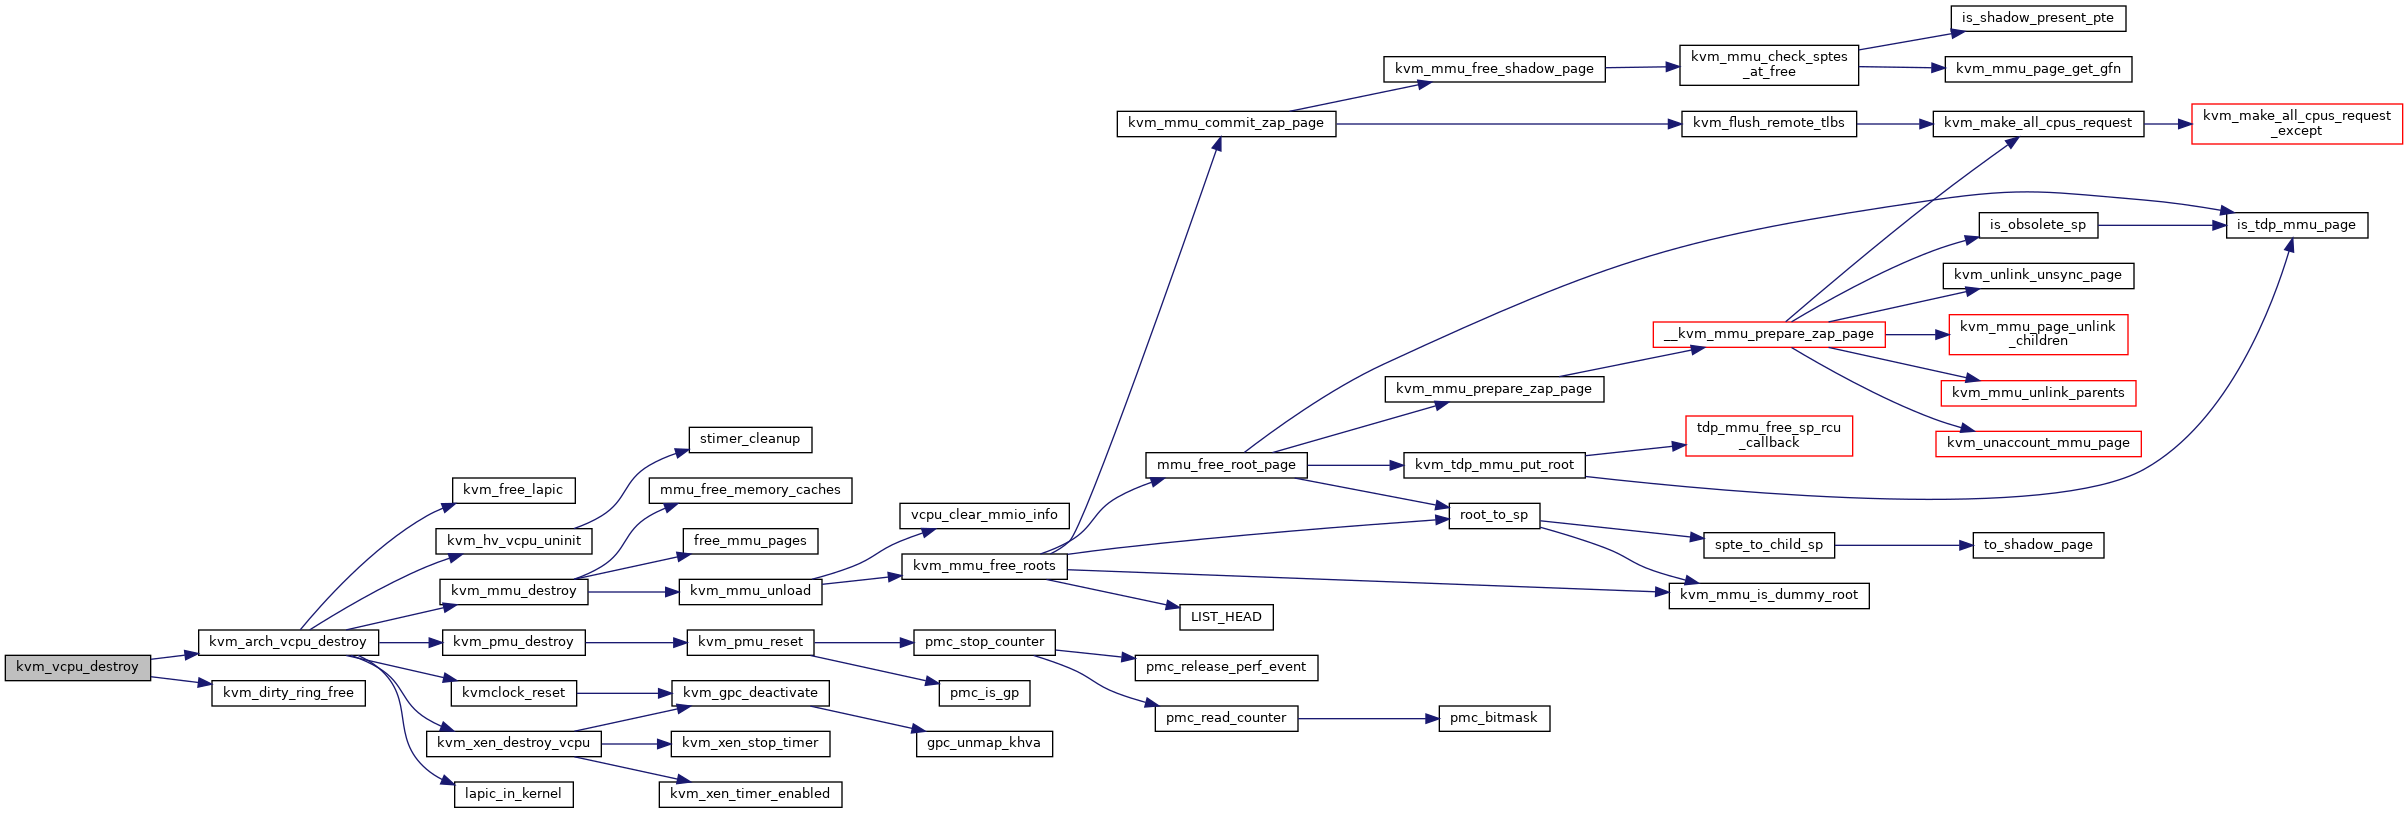 is_shadow_present_pte
kvm_mmu_check_sptes
_at_free
kvm_mmu_free_shadow_page
kvm_mmu_page_get_gfn
kvm_mmu_commit_zap_page
kvm_flush_remote_tlbs
kvm_make_all_cpus_request
kvm_make_all_cpus_request
_except
is_obsolete_sp
is_tdp_mmu_page
kvm_unlink_unsync_page
__kvm_mmu_prepare_zap_page
kvm_mmu_page_unlink
_children
kvm_mmu_prepare_zap_page
kvm_mmu_unlink_parents
tdp_mmu_free_sp_rcu
_callback
kvm_unaccount_mmu_page
stimer_cleanup
mmu_free_root_page
kvm_tdp_mmu_put_root
kvm_free_lapic
mmu_free_memory_caches
vcpu_clear_mmio_info
root_to_sp
kvm_hv_vcpu_uninit
free_mmu_pages
spte_to_child_sp
to_shadow_page
kvm_mmu_free_roots
kvm_mmu_destroy
kvm_mmu_unload
kvm_mmu_is_dummy_root
LIST_HEAD
kvm_arch_vcpu_destroy
kvm_pmu_destroy
kvm_pmu_reset
pmc_stop_counter
kvm_vcpu_destroy
pmc_release_perf_event
kvm_dirty_ring_free
kvmclock_reset
kvm_gpc_deactivate
pmc_is_gp
pmc_read_counter
pmc_bitmask
kvm_xen_destroy_vcpu
kvm_xen_stop_timer
gpc_unmap_khva
lapic_in_kernel
kvm_xen_timer_enabled